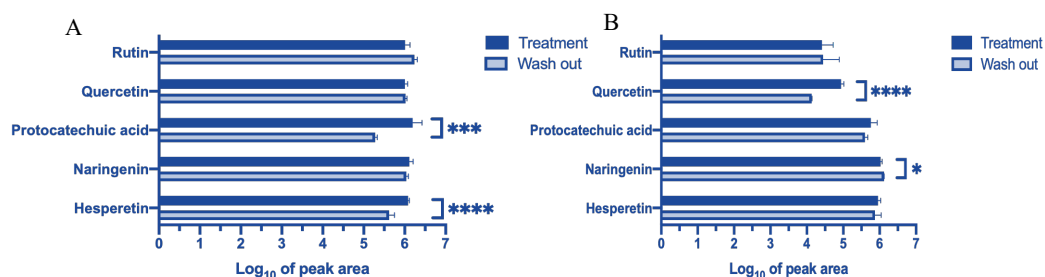 A
Rutin
Quercetin
Protocatechuic acid
Naringenin
Hesperetin
Treatment
Wash out
***
****
0 1 2 3 4 5 6 7
Log10 of peak area
B
Rutin
Quercetin
Protocatechuic acid
Naringenin
Hesperetin
Treatment
Wash out
****
*
0 1 2 3 4 5 6 7
Log10 of peak area